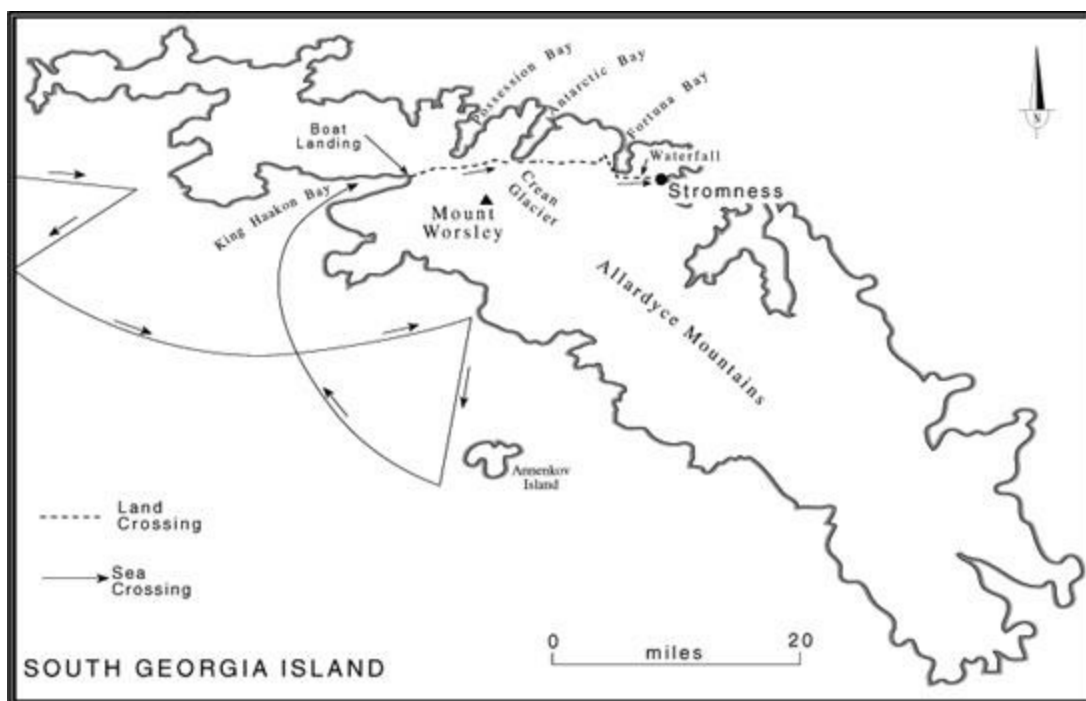 Possession Bay
Antarctic Bay
Fortuna Bay
N
Boat
Landing
Waterfall
Stromness
King Haakon Bay
Crean
Glacier
Mount
Worsley
Allardyce Mountains
Annenkov
Island
Land
Crossing
Sea
Crossing
0 20
miles
SOUTH GEORGIA ISLAND